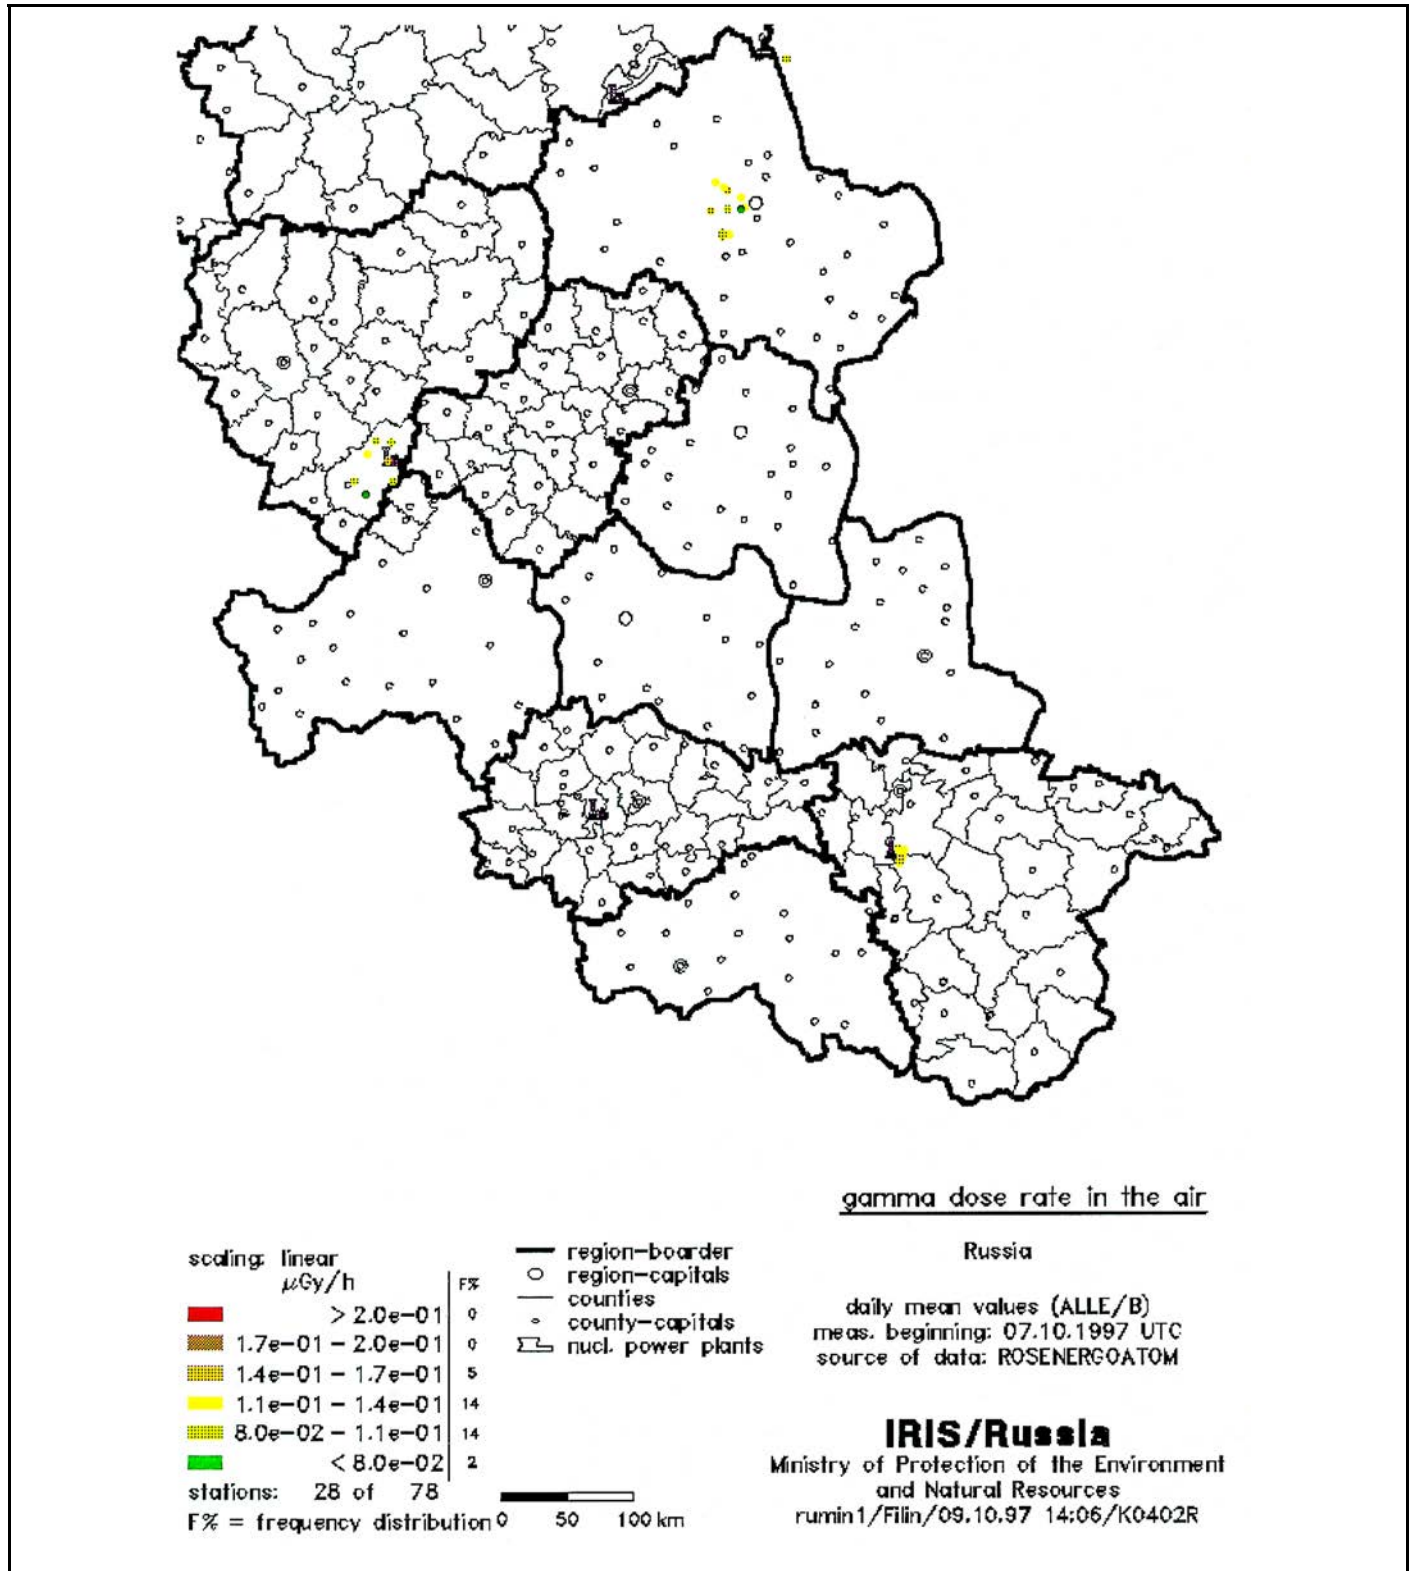 gamma dose rate in the air
Russia
daily mean values (ALLE/B)
meas. beginning: 07.10.1997 UTC
source of data: ROSENERGOATOM
scaling: linear
µGy/h F%
> 2.0e-01 0
1.7e-01 - 2.0e-01 0
1.4e-01 - 1.7e-01 5
1.1e-01 - 1.4e-01 14
8.0e-02 - 1.1e-01 14
< 8.0e-02 2
stations: 28 of 78
F% = frequency distribution
region-boarder
region-capitals
counties
county-capitals
nucl. power plants
0 50 100 km
IRIS/Russia
Ministry of Protection of the Environment
and Natural Resources
rumin1/Filin/09.10.97 14:06/K0402R